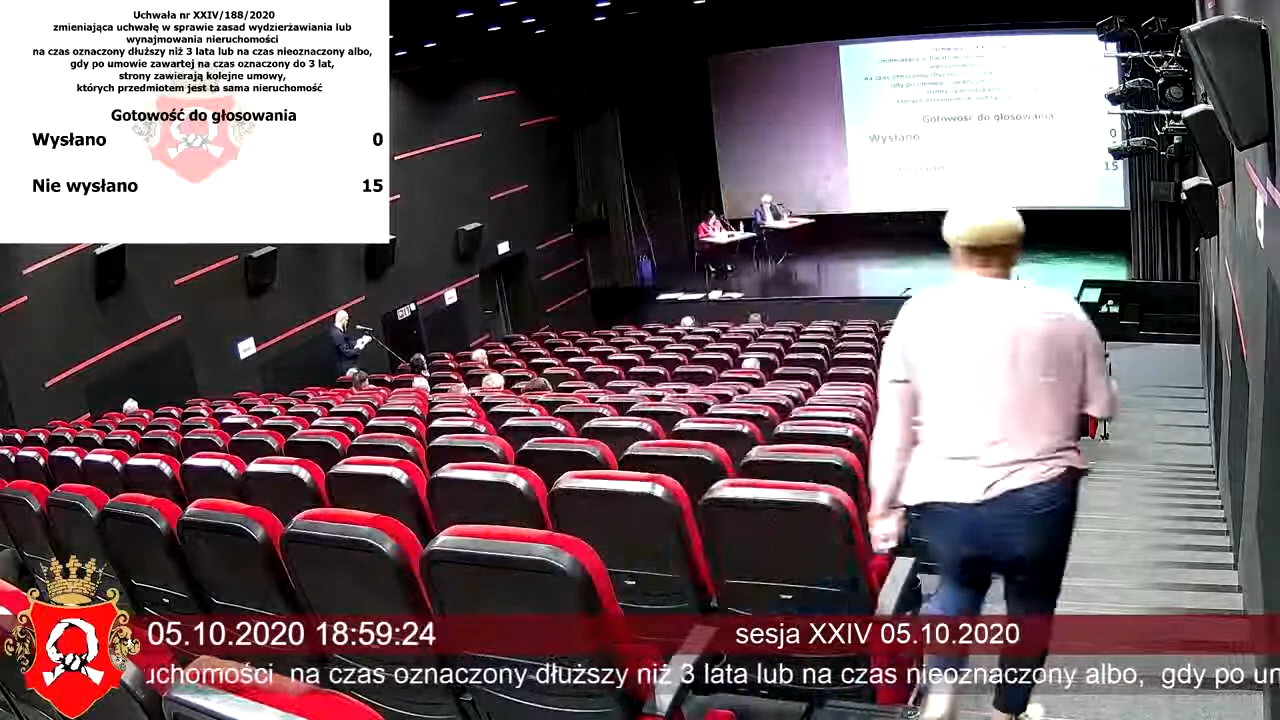 Uchwała nr XXIV/188/2020
zmieniająca uchwałę w sprawie zasad wydzierżawiania lub
wynajmowania nieruchomości
na czas oznaczony dłuższy niż 3 lata lub na czas nieoznaczony albo,
gdy po umowie zawartej na czas oznaczony do 3 lat,
strony zawierają kolejne umowy,
których przedmiotem jest ta sama nieruchomość
Gotowość do głosowania
Wysłano 0
Nie wysłano 15
Gotowość do głosowania
Wysłano 0
15
05.10.2020 18:59:24
sesja XXIV 05.10.2020
uchomości na czas oznaczony dłuższy niż 3 lata lub na czas nieoznaczony albo, gdy po um